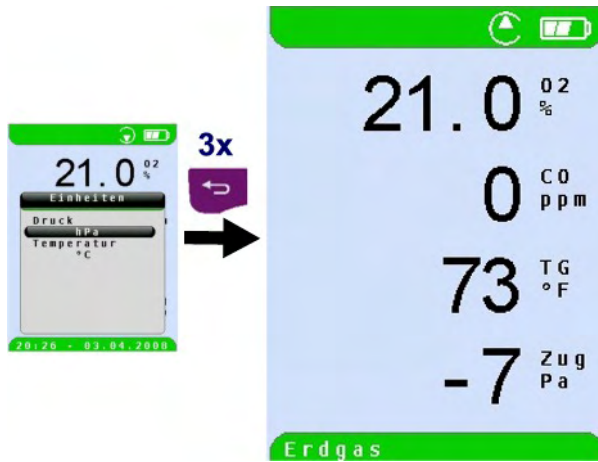 21.0 O2
%
Einheiten
Druck
hPa
Temperatur
°C
20:26 - 03.04.2008
3x
21.0 O2
%
0 CO
ppm
73 TG
°F
-7 Zug
Pa
Erdgas